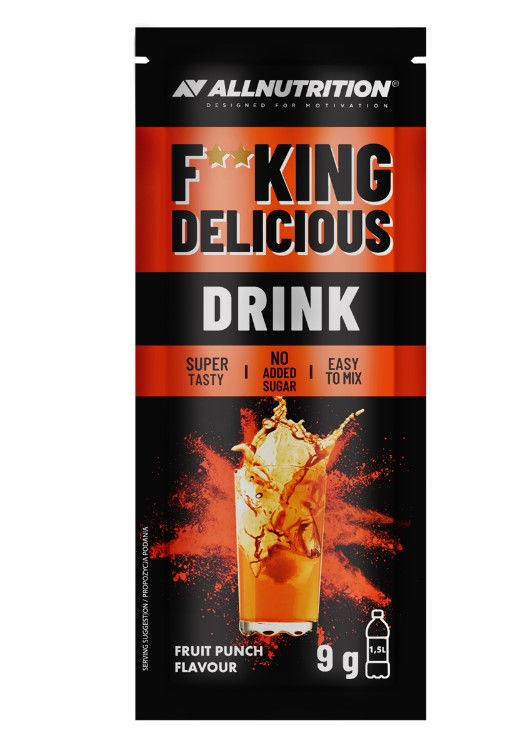 ALLNUTRITION®
DESIGNED FOR MOTIVATION
F**KING
DELICIOUS
DRINK
SUPER TASTY | NO ADDED SUGAR | EASY TO MIX
SERVING SUGGESTION / PROPOZYCJA PODANIA
FRUIT PUNCH
FLAVOUR
9 g
1,5L